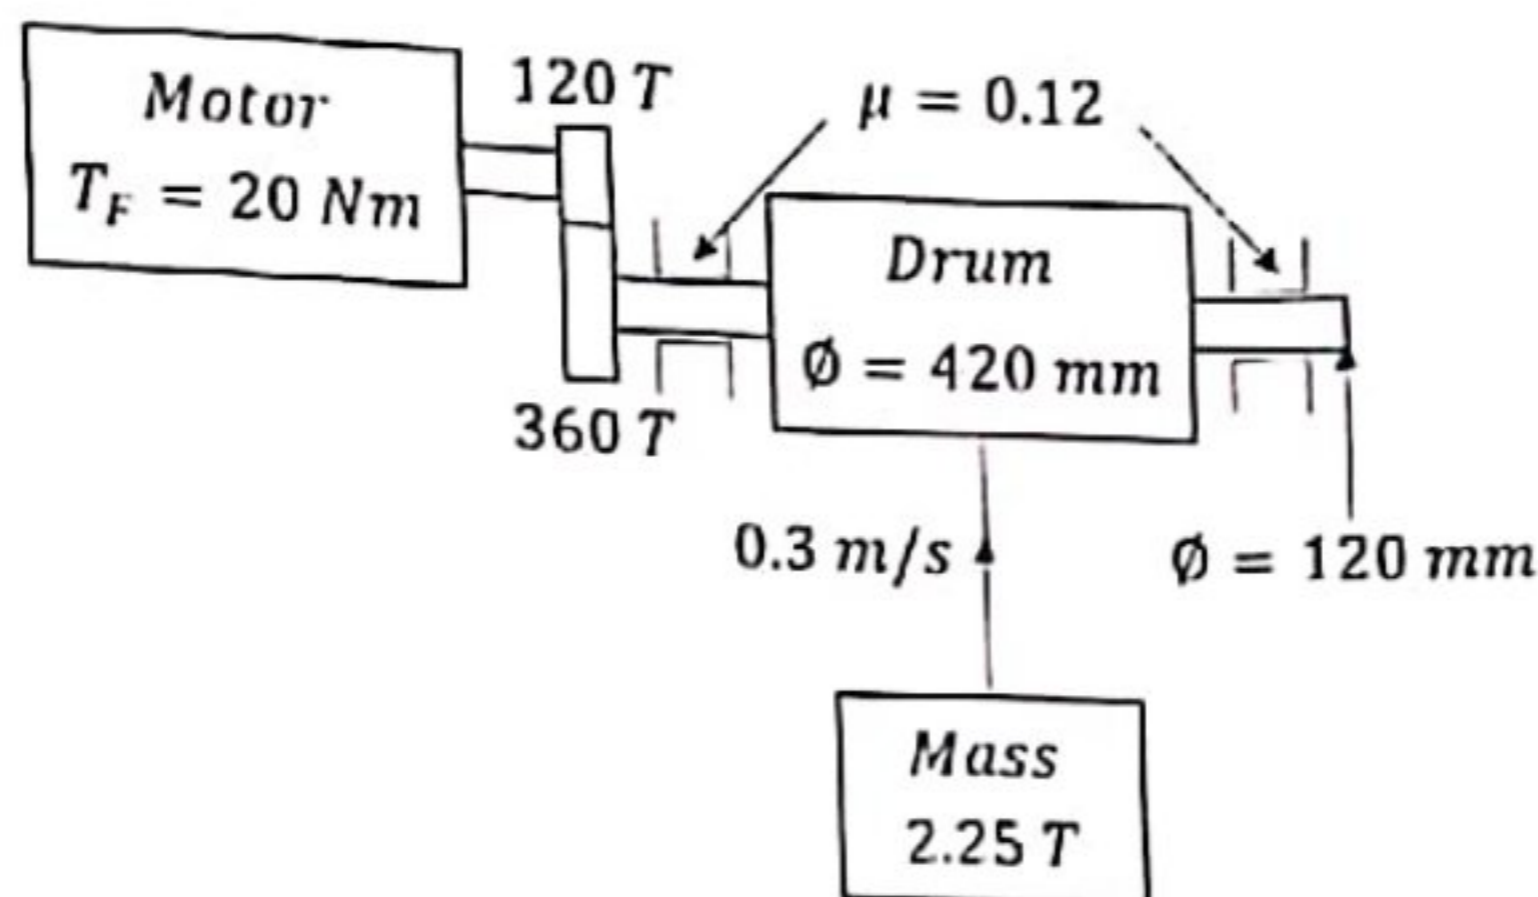 Motor
T_F = 20 Nm
120 T
μ = 0.12
360 T
Drum
Ø = 420 mm
0.3 m/s
Ø = 120 mm
Mass
2.25 T